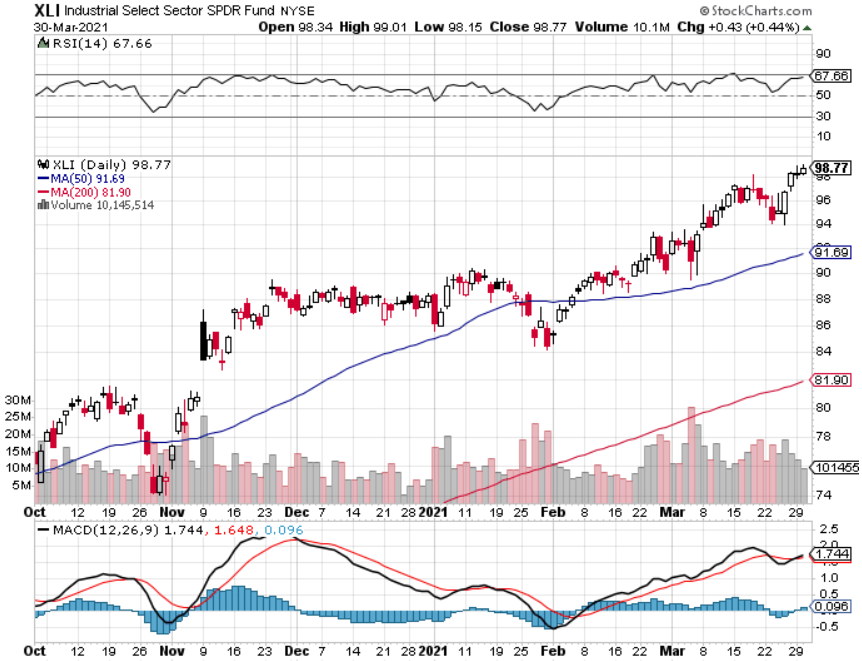 XLI Industrial Select Sector SPDR Fund NYSE © StockCharts.com
30-Mar-2021 Open 98.34 High 99.01 Low 98.15 Close 98.77 Volume 10.1M Chg +0.43 (+0.44%)
RSI(14) 67.66
90
67.66
50
30
10
XLI (Daily) 98.77
MA(50) 91.69
MA(200) 81.90
Volume 10,145,514
98.77
98
96
94
91.69
90
88
86
84
81.90
80
78
74
30M
25M
20M
15M
10M
5M
Oct 12 19 26 Nov 9 16 23 Dec 7 14 21 28 2021 11 19 25 Feb 8 16 22 Mar 8 15 22 29
MACD(12,26,9) 1.744, 1.648, 0.096
2.5
2.0
1.744
1.0
0.5
0.096
-0.5
Oct 12 19 26 Nov 9 16 23 Dec 7 14 21 28 2021 11 19 25 Feb 8 16 22 Mar 8 15 22 29